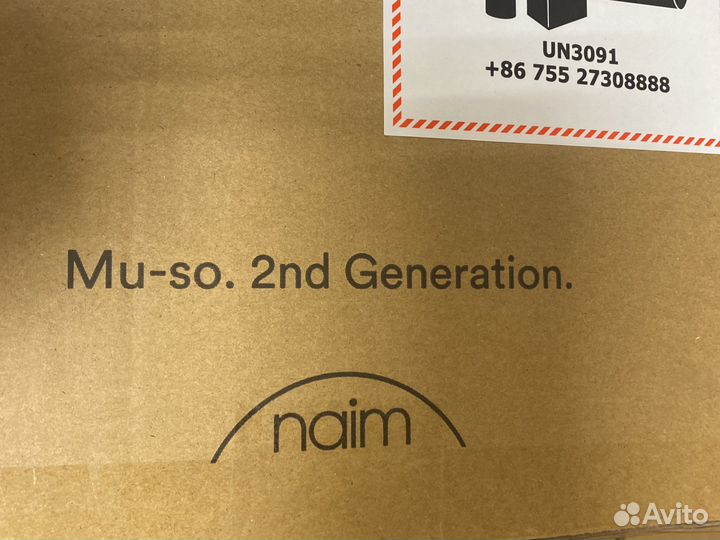 UN3091
+86 755 27308888
Mu-so. 2nd Generation.
naim
Avito